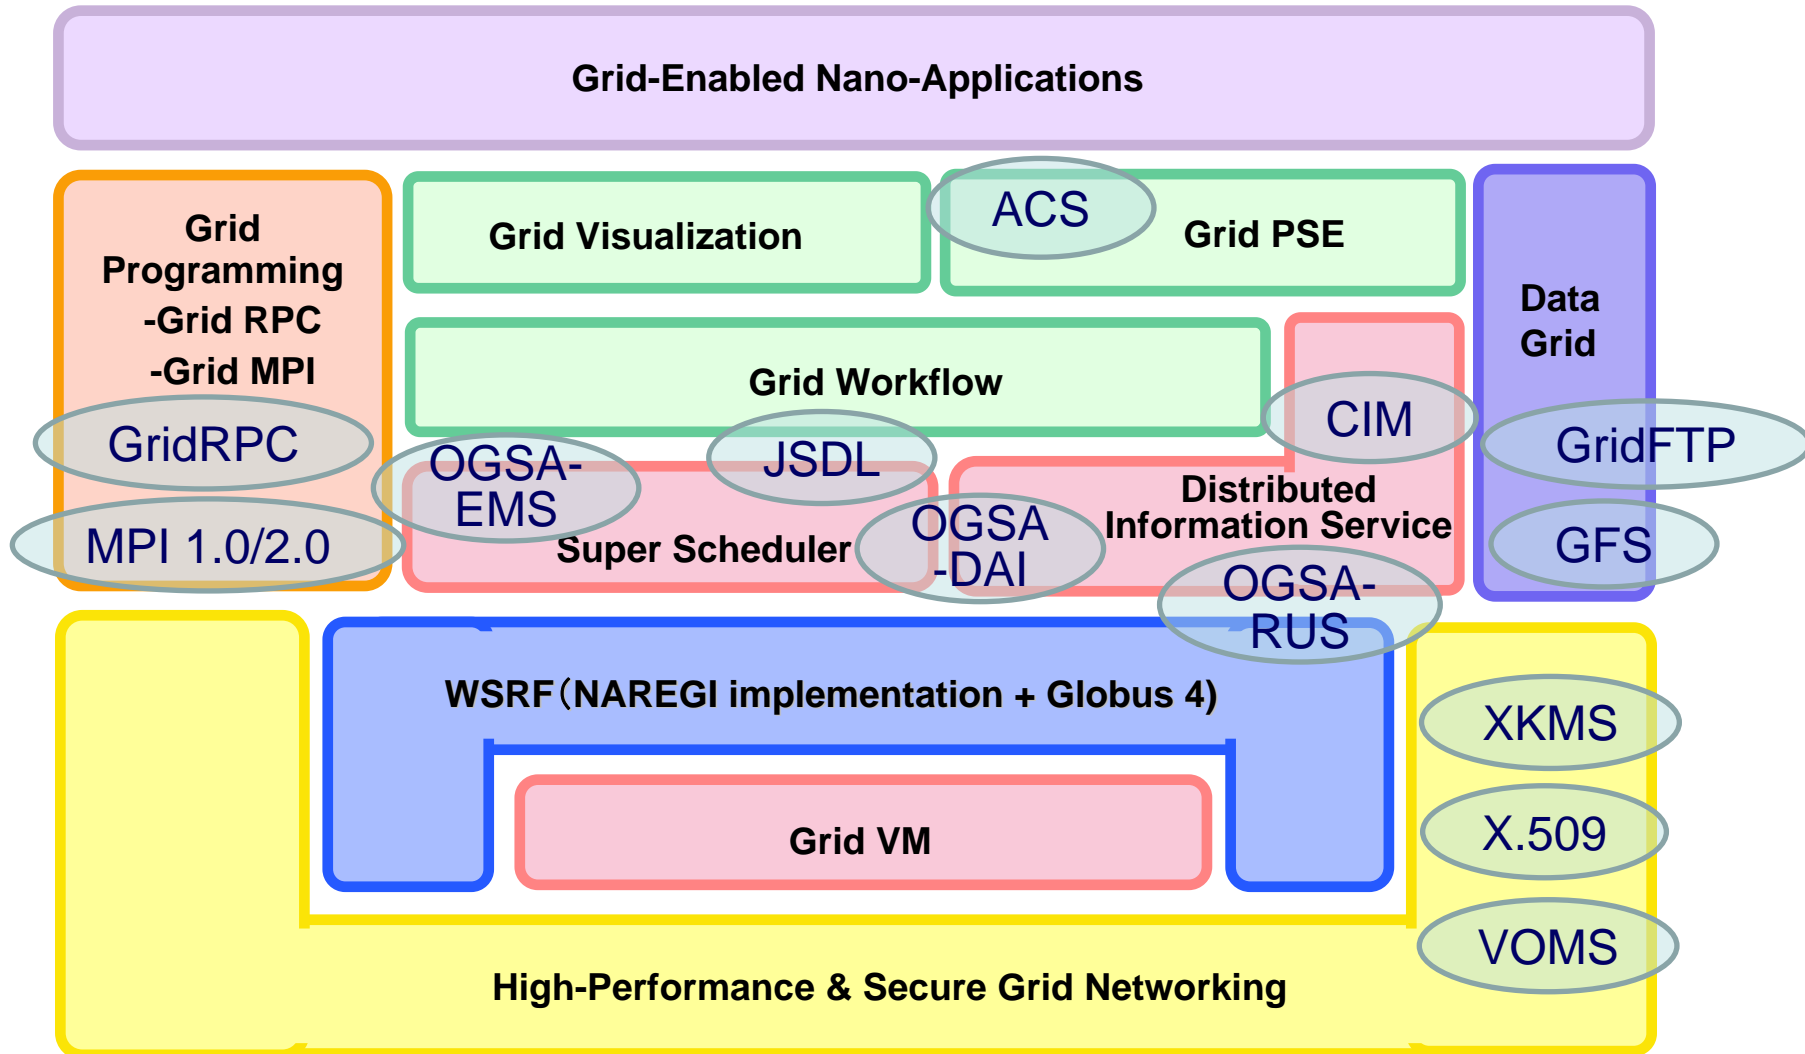 Grid-Enabled Nano-Applications
Grid
Programming
-Grid RPC
-Grid MPI
GridRPC
MPI 1.0/2.0
Grid Visualization
ACS
Grid PSE
Data
Grid
Grid Workflow
CIM
GridFTP
GFS
OGSA-
EMS
JSDL
Super Scheduler
OGSA
-DAI
Distributed
Information Service
OGSA-
RUS
WSRF（NAREGI implementation + Globus 4)
Grid VM
XKMS
X.509
VOMS
High-Performance & Secure Grid Networking